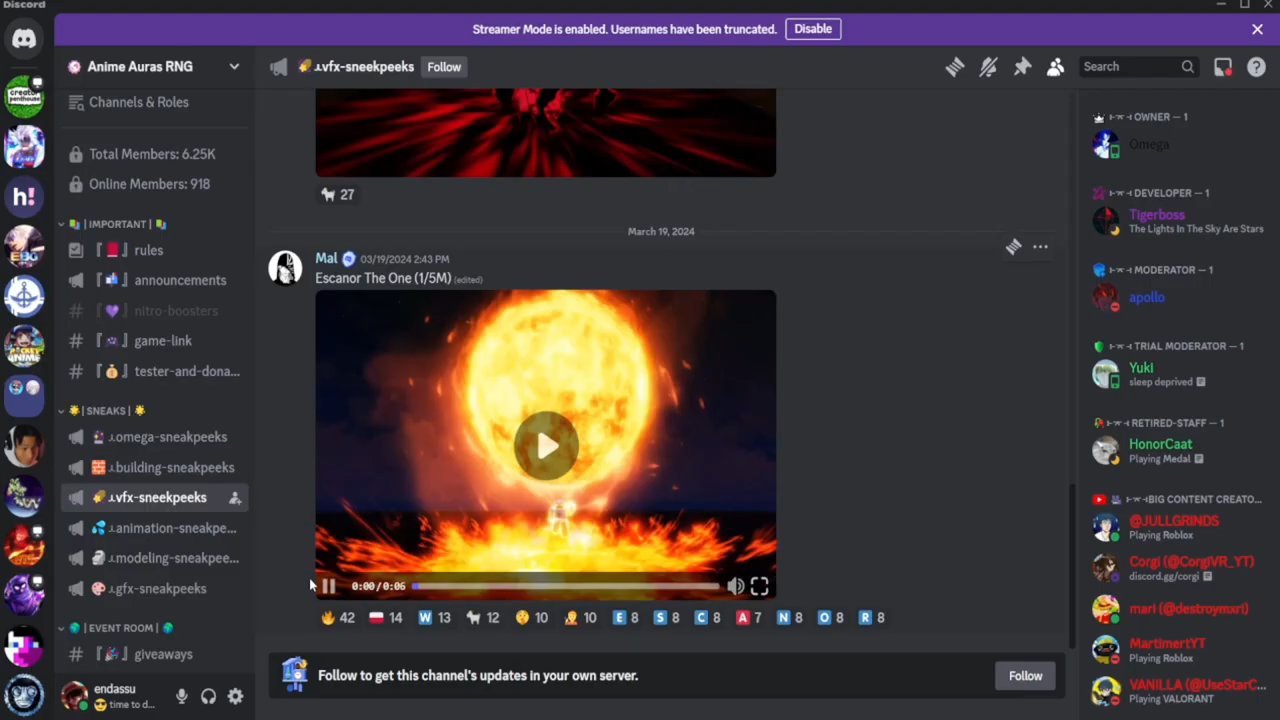 Discord
Streamer Mode is enabled. Usernames have been truncated.
Disable
Anime Auras RNG
.vfx-sneekpeeks
Follow
Search
Channels & Roles
Total Members: 6.25K
Online Members: 918
| IMPORTANT |
rules
announcements
nitro-boosters
game-link
tester-and-dona...
| SNEAKS |
.omega-sneakpeeks
.building-sneakpeeks
.vfx-sneekpeeks
.animation-sneakpe...
.modeling-sneakpee...
.gfx-sneakpeeks
| EVENT ROOM |
giveaways
endassu
time to d...
creator
penthouse
h!
27
March 19, 2024
Mal 03/19/2024 2:43 PM
Escanor The One (1/5M) (edited)
0:00/0:06
42 14 W 13 12 10 10 E 8 S 8 C 8 A 7 N 8 O 8 R 8
Follow to get this channel's updates in your own server.
Follow
OWNER — 1
Omega
DEVELOPER — 1
Tigerboss
The Lights In The Sky Are Stars
MODERATOR — 1
apollo
TRIAL MODERATOR — 1
Yuki
sleep deprived
RETIRED-STAFF — 1
HonorCaat
Playing Medal
BIG CONTENT CREATO...
@JULLGRINDS
Playing Roblox
Corgi (@CorgiVR_YT)
discord.gg/corgi
mari (@destroymxri)
MartimertYT
Playing Roblox
VANILLA (@UseStarC...
Playing VALORANT